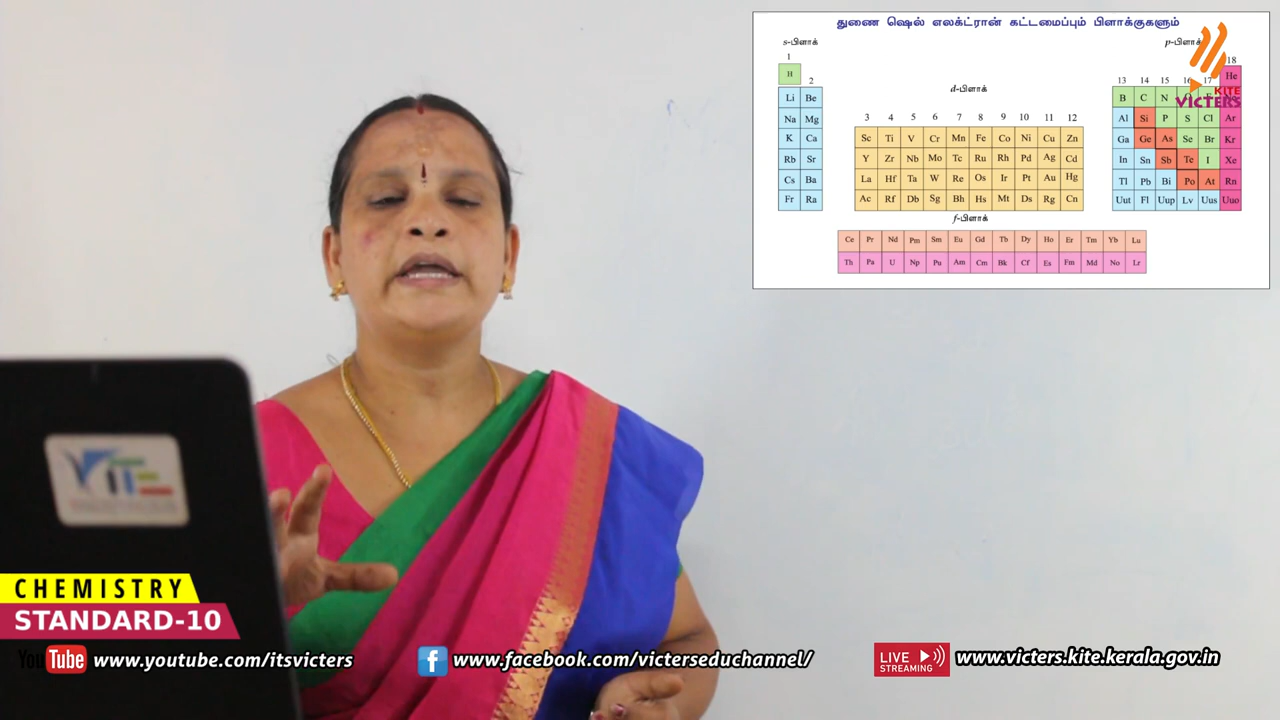 துணை ஷெல் எலக்ட்ரான் கட்டமைப்பும் பிளாக்குகளும்
s-பிளாக்
p-பிளாக்
1
18
H
He
2
d-பிளாக்
13 14 15 16 17
Li Be
B C N
Na Mg
3 4 5 6 7 8 9 10 11 12
Al Si P S Cl Ar
K Ca
Sc Ti V Cr Mn Fe Co Ni Cu Zn
Ga Ge As Se Br Kr
Rb Sr
Y Zr Nb Mo Tc Ru Rh Pd Ag Cd
In Sn Sb Te I Xe
Cs Ba
La Hf Ta W Re Os Ir Pt Au Hg
Tl Pb Bi Po At Rn
Fr Ra
Ac Rf Db Sg Bh Hs Mt Ds Rg Cn
Uut Fl Uup Lv Uus Uuo
f-பிளாக்
Ce Pr Nd Pm Sm Eu Gd Tb Dy Ho Er Tm Yb Lu
Th Pa U Np Pu Am Cm Bk Cf Es Fm Md No Lr
KITE
VICTERS
CHEMISTRY
STANDARD-10
YouTube www.youtube.com/itsvicters
f www.facebook.com/victerseduchannel/
LIVE STREAMING www.victers.kite.kerala.gov.in